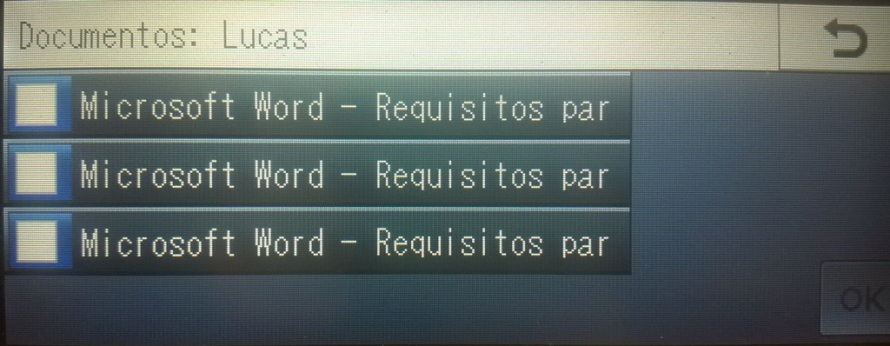 Documentos: Lucas
Microsoft Word - Requisitos par
Microsoft Word - Requisitos par
Microsoft Word - Requisitos par
OK